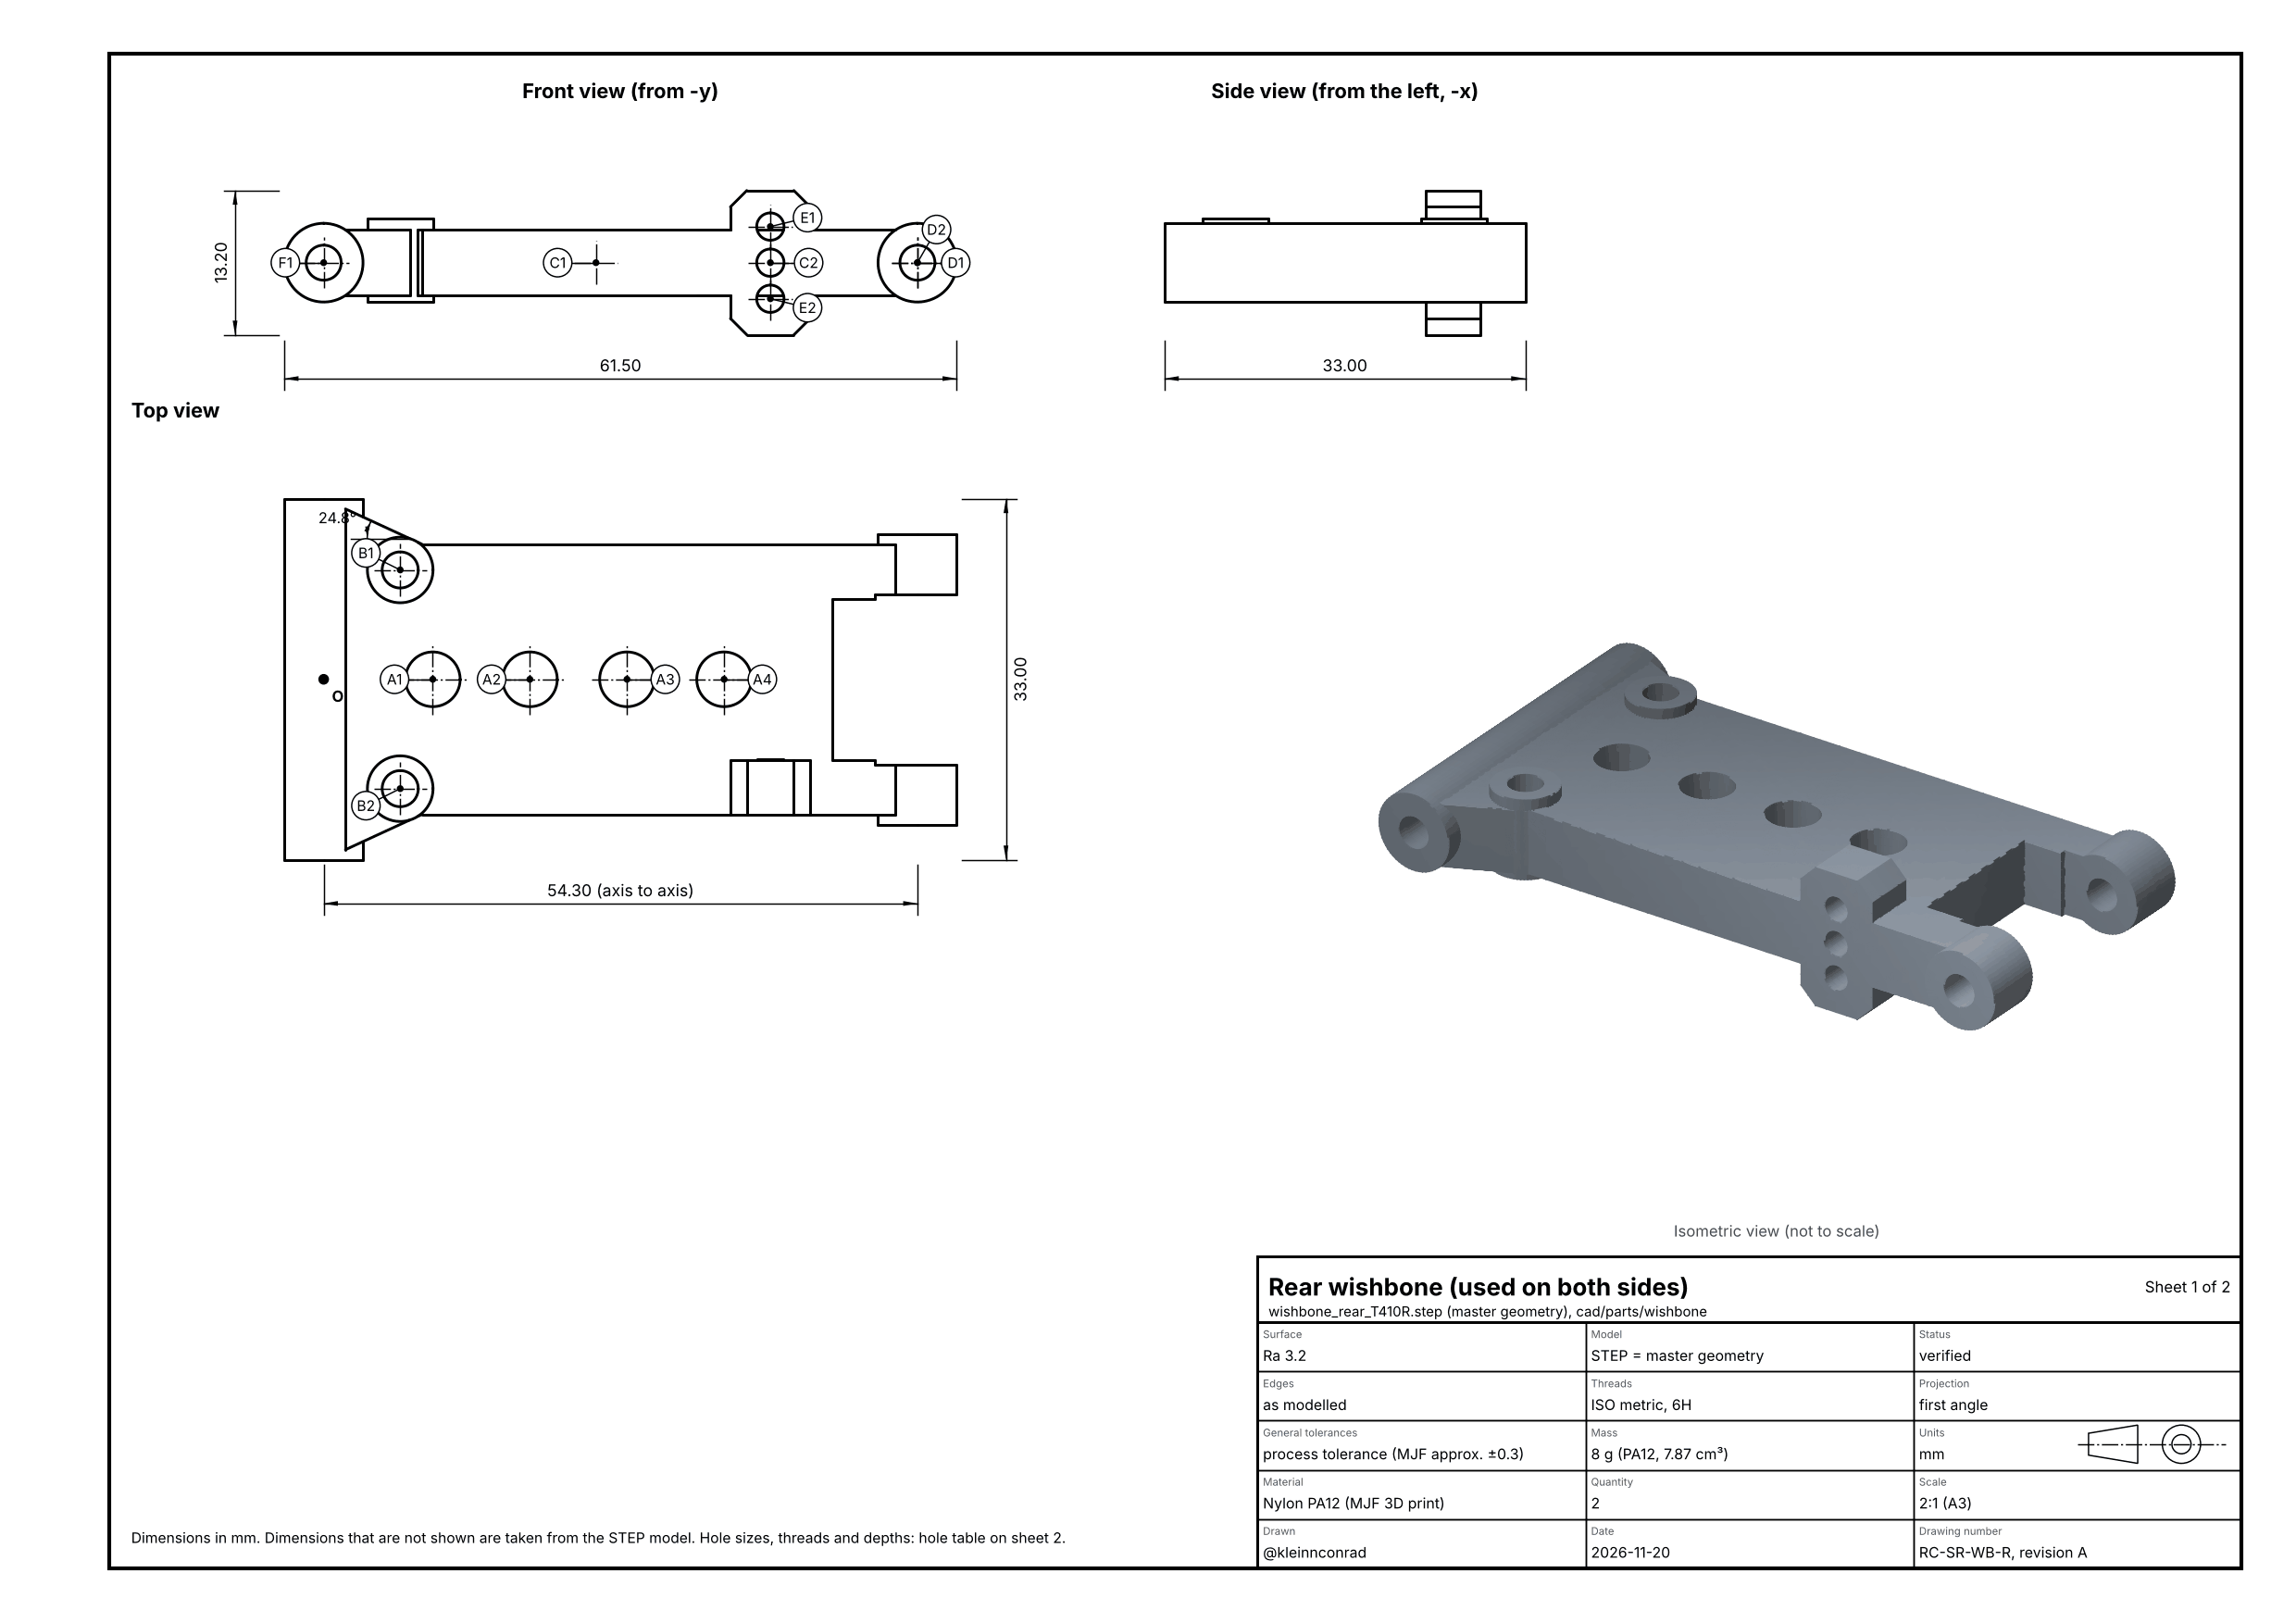 Front view (from -y)
Side view (from the left, -x)
13.20
F1
C1
E1
C2
E2
D2
D1
61.50
33.00
Top view
24.8°
B1
A1
A2
A3
A4
O
B2
33.00
54.30 (axis to axis)
Isometric view (not to scale)
Rear wishbone (used on both sides)
Sheet 1 of 2
wishbone_rear_T410R.step (master geometry), cad/parts/wishbone
Surface
Model
Status
Ra 3.2
STEP = master geometry
verified
Edges
Threads
Projection
as modelled
ISO metric, 6H
first angle
General tolerances
Mass
Units
process tolerance (MJF approx. ±0.3)
8 g (PA12, 7.87 cm³)
mm
Material
Quantity
Scale
Nylon PA12 (MJF 3D print)
2
2:1 (A3)
Drawn
Date
Drawing number
@kleinnconrad
2026-11-20
RC-SR-WB-R, revision A
Dimensions in mm. Dimensions that are not shown are taken from the STEP model. Hole sizes, threads and depths: hole table on sheet 2.